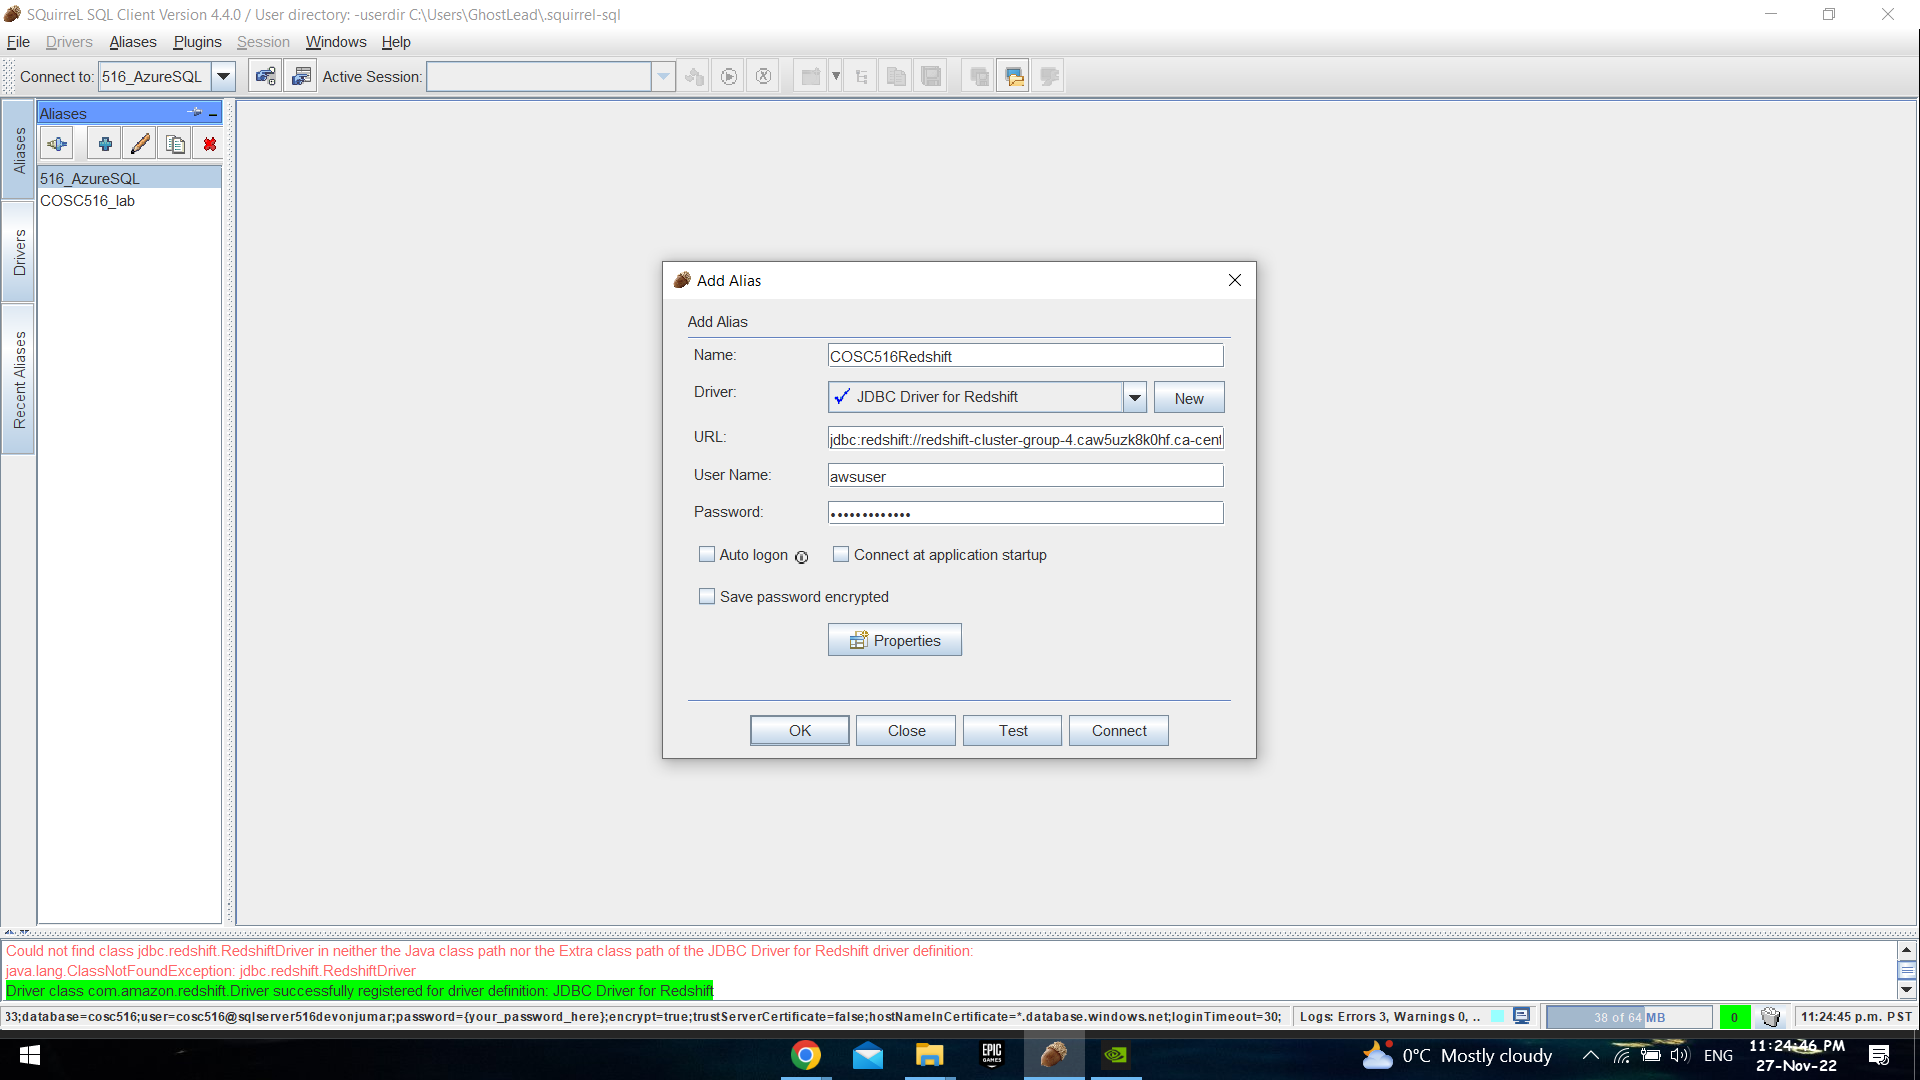 SQuirreL SQL Client Version 4.4.0 / User directory: -userdir C:\Users\GhostLead\.squirrel-sql
File Drivers Aliases Plugins Session Windows Help
Connect to: 516_AzureSQL Active Session:
Aliases
Drivers
Recent Aliases
Aliases
516_AzureSQL
COSC516_lab
Add Alias
Add Alias
Name: COSC516Redshift
Driver: JDBC Driver for Redshift New
URL: jdbc:redshift://redshift-cluster-group-4.caw5uzk8k0hf.ca-cent
User Name: awsuser
Password: •••••••••••••
Auto logon Connect at application startup
Save password encrypted
Properties
OK Close Test Connect
Could not find class jdbc.redshift.RedshiftDriver in neither the Java class path nor the Extra class path of the JDBC Driver for Redshift driver definition:
java.lang.ClassNotFoundException: jdbc.redshift.RedshiftDriver
Driver class com.amazon.redshift.Driver successfully registered for driver definition: JDBC Driver for Redshift
33;database=cosc516;user=cosc516@sqlserver516devonjumar;password={your_password_here};encrypt=true;trustServerCertificate=false;hostNameInCertificate=*.database.windows.net;loginTimeout=30; Logs: Errors 3, Warnings 0, .. 38 of 64 MB 0 11:24:45 p.m. PST
EPIC GAMES 0°C Mostly cloudy ENG 11:24:46 PM
27-Nov-22